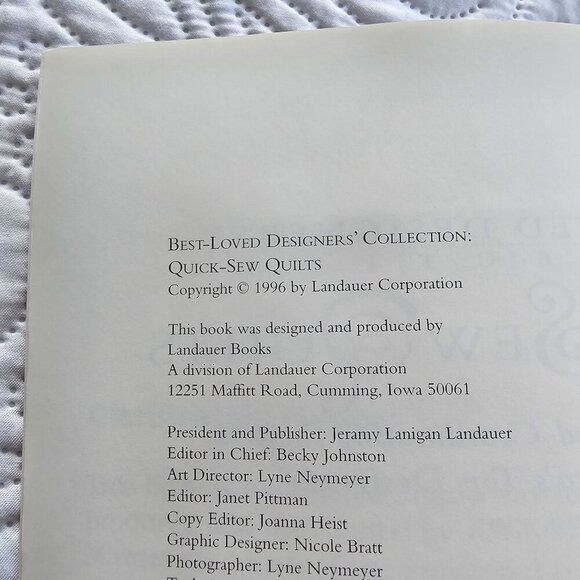 BEST-LOVED DESIGNERS' COLLECTION:
QUICK-SEW QUILTS
Copyright © 1996 by Landauer Corporation
This book was designed and produced by
Landauer Books
A division of Landauer Corporation
12251 Maffitt Road, Cumming, Iowa 50061
President and Publisher: Jeramy Lanigan Landauer
Editor in Chief: Becky Johnston
Art Director: Lyne Neymeyer
Editor: Janet Pittman
Copy Editor: Joanna Heist
Graphic Designer: Nicole Bratt
Photographer: Lyne Neymeyer